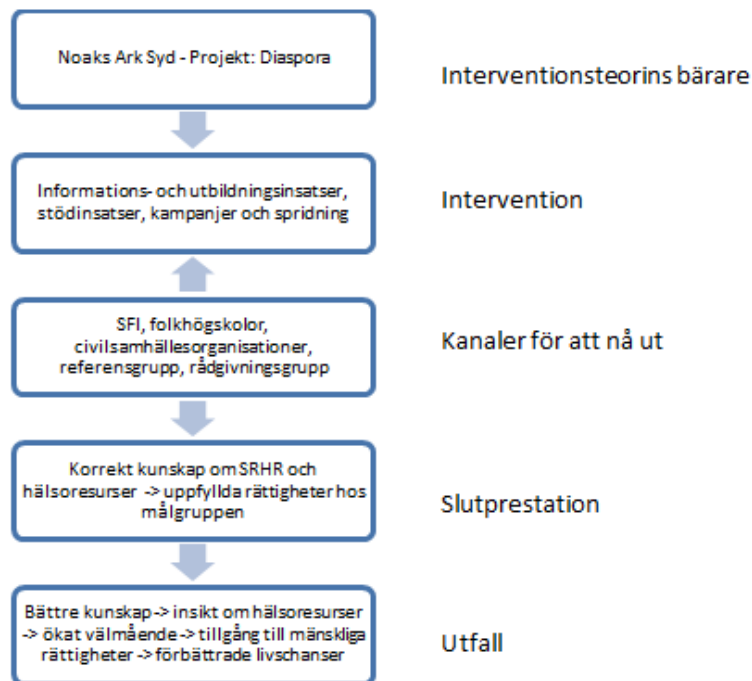 Noaks Ark Syd - Projekt: Diaspora
Interventionsteorins bärare
Informations- och utbildningsinsatser,
stödinsatser, kampanjer och spridning
Intervention
SFI, folkhögskolor,
civilsamhällesorganisationer,
referensgrupp, rådgivningsgrupp
Kanaler för att nå ut
Korrekt kunskap om SRHR och
hälsoresurser -> uppfyllda rättigheter hos
målgruppen
Slutprestation
Bättre kunskap -> insikt om hälsoresurser
-> ökat välmående -> tillgång till mänskliga
rättigheter -> förbättrade livschanser
Utfall